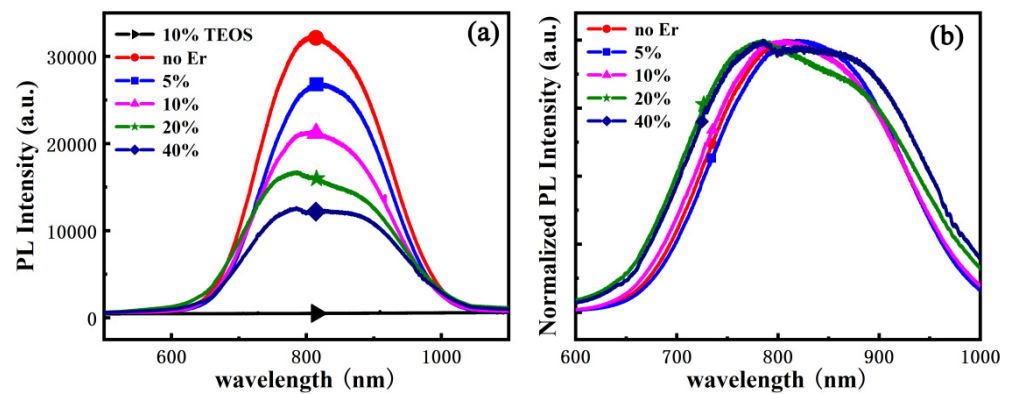 (a)
10% TEOS
no Er
5%
10%
20%
40%
PL Intensity (a.u.)
30000
20000
10000
0
600
800
1000
wavelength (nm)
(b)
no Er
5%
10%
20%
40%
Normalized PL Intensity (a.u.)
600
700
800
900
1000
wavelength (nm)